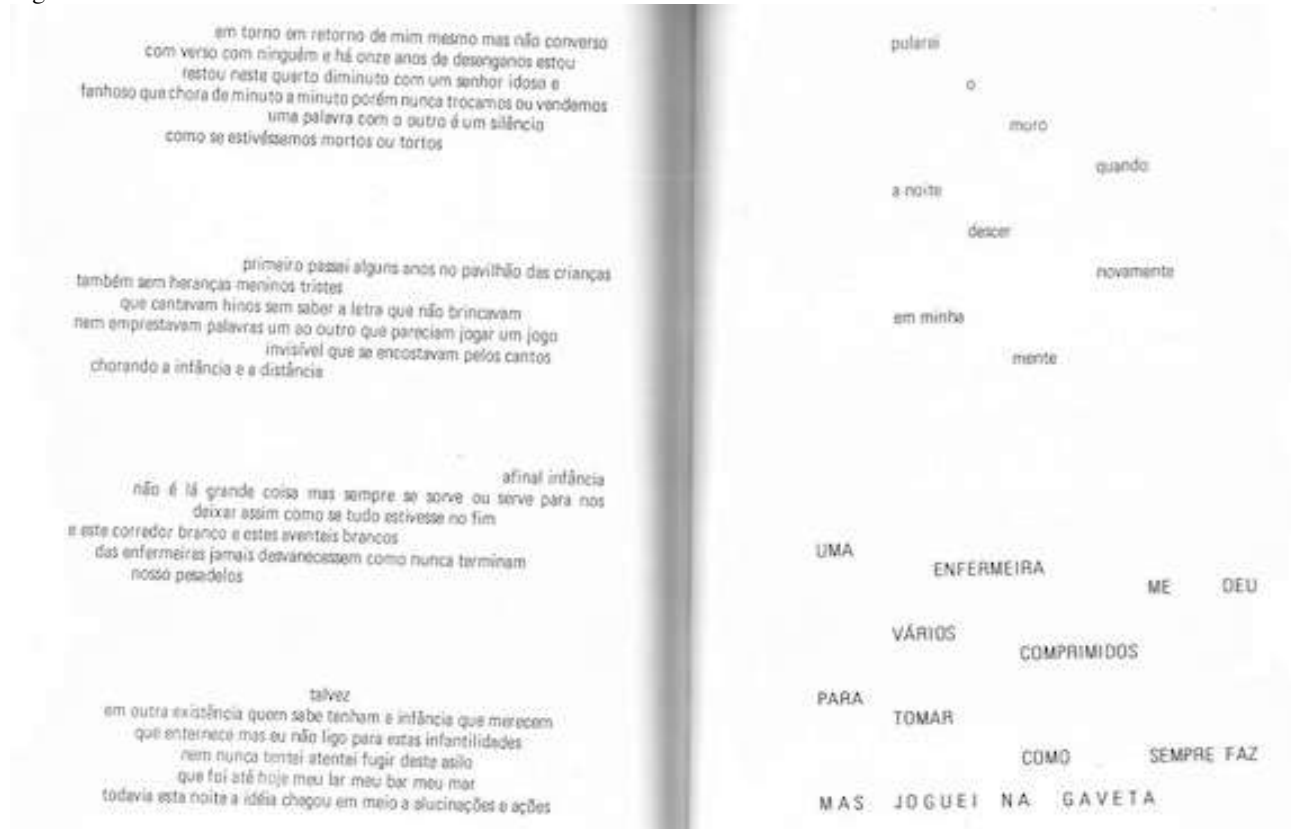 em torno em retorno de mim mesmo mas não converso
com verso com ninguém e há onze anos de desenganos estou
restou neste quarto diminuto com um senhor idoso e
fanhoso que chora de minuto a minuto porém nunca trocamos ou vendemos
uma palavra com o outro é um silêncio
como se estivéssemos mortos ou tortos
primeiro passei alguns anos no pavilhão das crianças
também sem heranças meninos tristes
que cantavam hinos sem saber a letra que não brincavam
nem emprestavam palavras um ao outro que pareciam jogar um jogo
invisível que se encostavam pelos cantos
chorando a infância e a distância
afinal infância
não é lá grande coisa mas sempre se sorve ou serve para nos
deixar assim como se tudo estivesse no fim
e este corredor branco e estes aventais brancos
das enfermeiras jamais desvanecessem como nunca terminam
nosso pesadelos
talvez
em outra existência quem sabe tenham a infância que merecem
que enternece mas eu não ligo para estas infantilidades
nem nunca tentei atentei fugir deste asilo
que foi até hoje meu lar meu bar meu mar
todavia esta noite a idéia chegou em meio a alucinações e ações
pularei
o
muro
quando
a noite
descer
novamente
em minha
mente
UMA
ENFERMEIRA
ME DEU
VÁRIOS
COMPRIMIDOS
PARA
TOMAR
COMO SEMPRE FAZ
MAS JOGUEI NA GAVETA